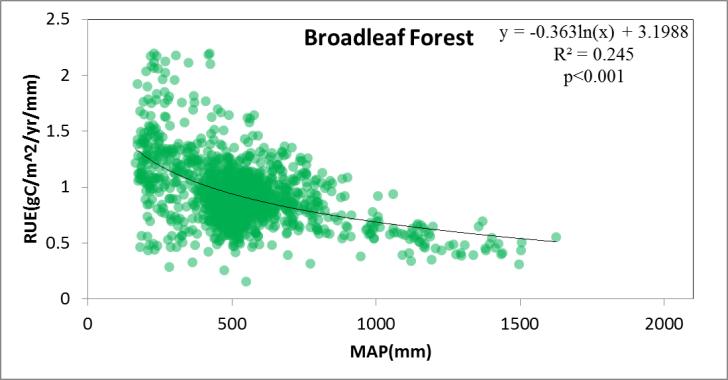 Broadleaf Forest
y = -0.363ln(x) + 3.1988
R² = 0.245
p<0.001
2.5
2
1.5
1
0.5
0
RUE(gC/m^2/yr/mm)
0 500 1000 1500 2000
MAP(mm)